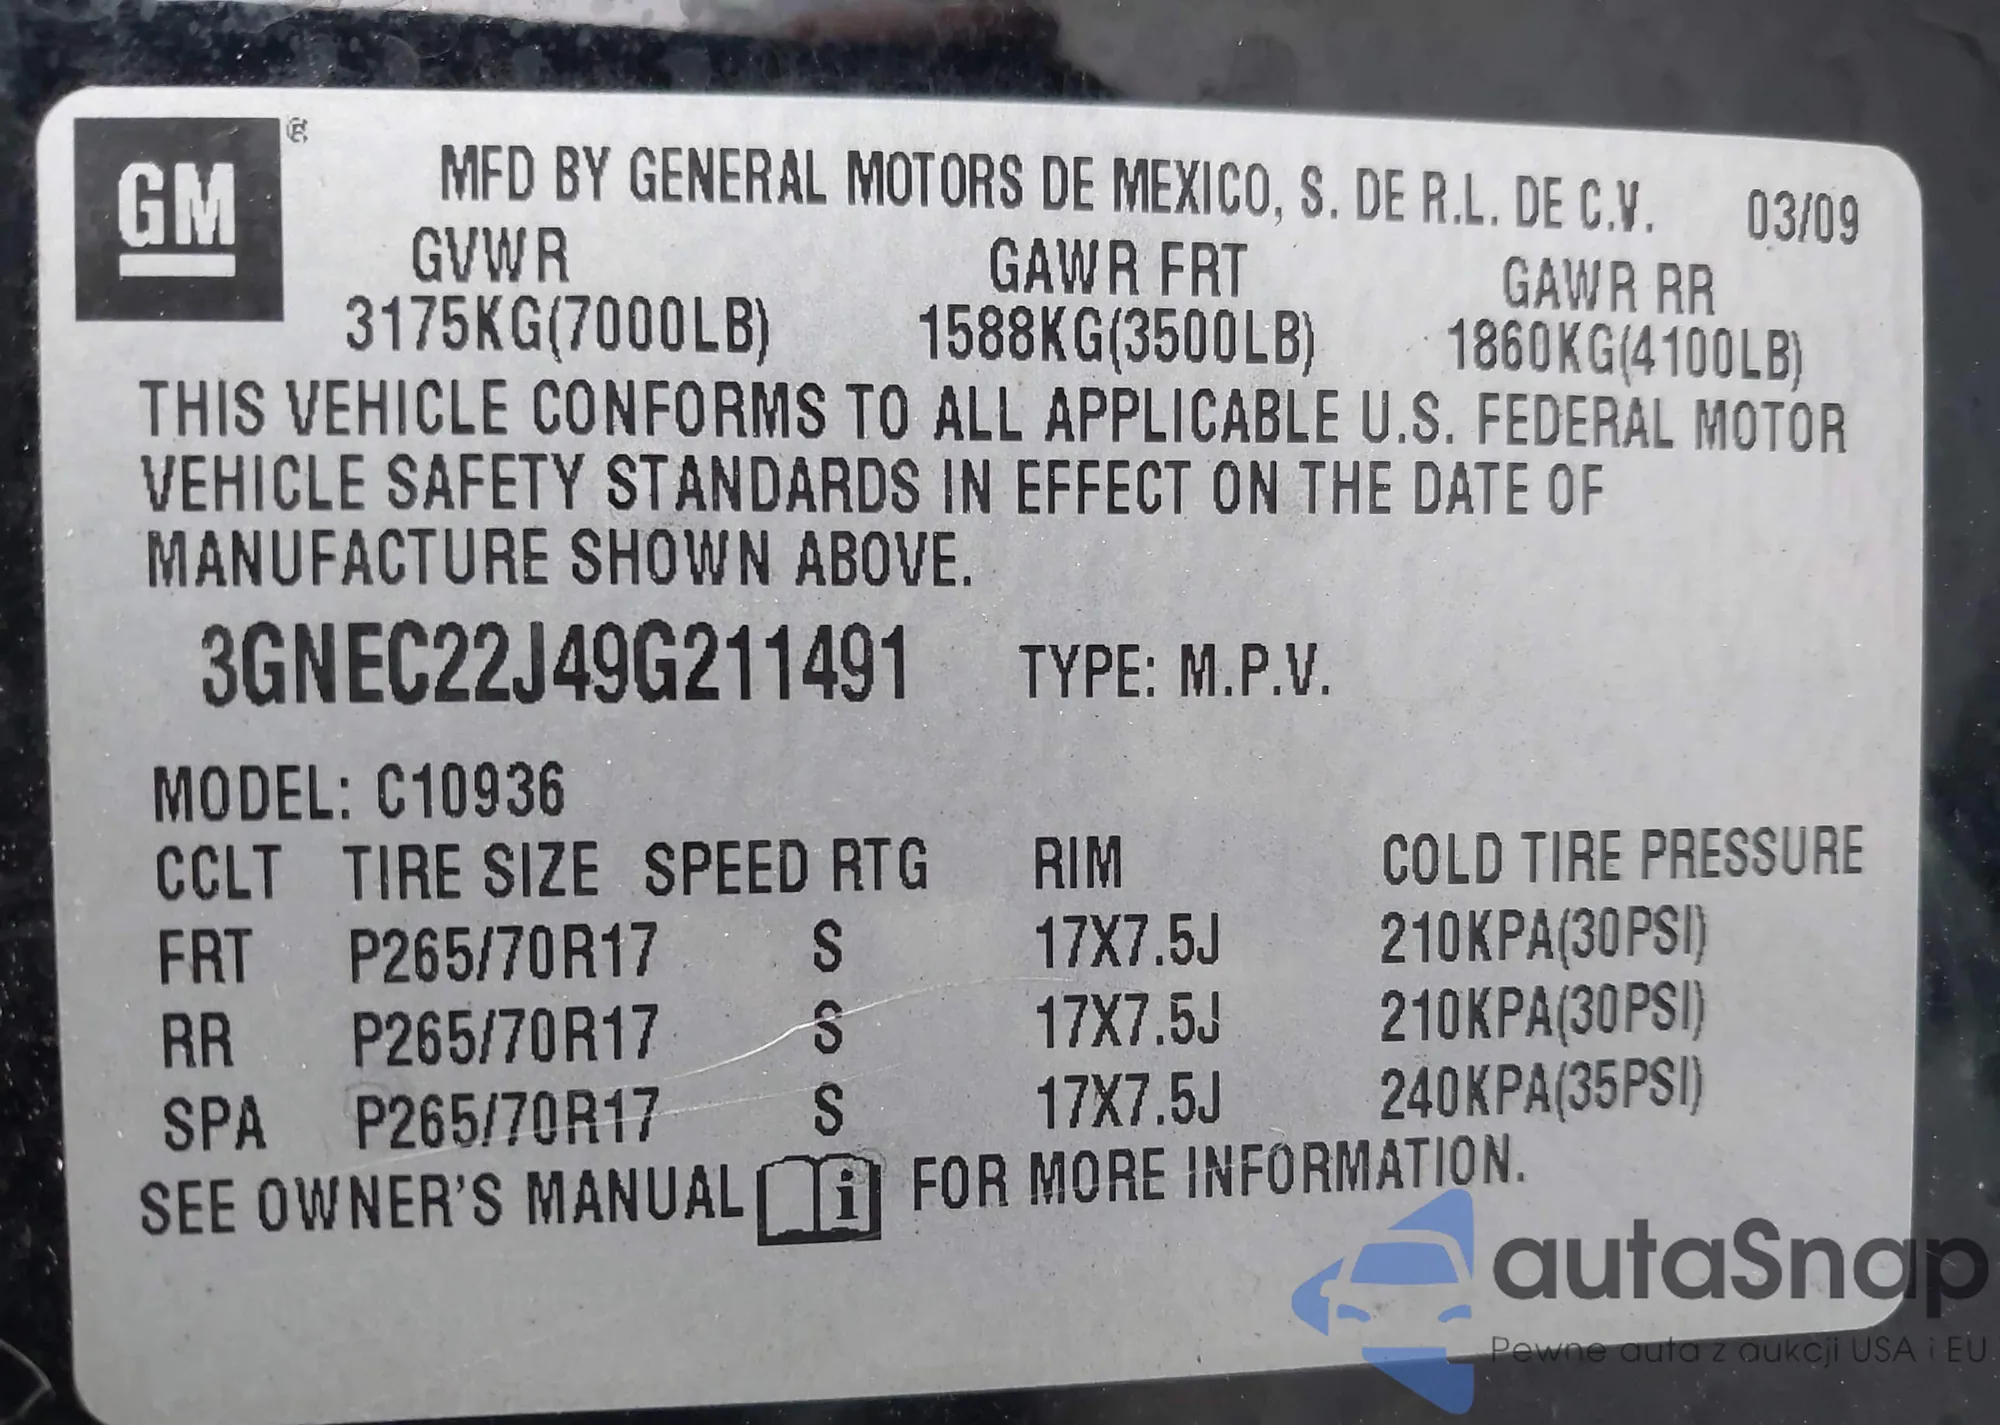 GM ®
MFD BY GENERAL MOTORS DE MEXICO, S. DE R.L. DE C.V. 03/09
GVWR GAWR FRT GAWR RR
3175KG(7000LB) 1588KG(3500LB) 1860KG(4100LB)
THIS VEHICLE CONFORMS TO ALL APPLICABLE U.S. FEDERAL MOTOR
VEHICLE SAFETY STANDARDS IN EFFECT ON THE DATE OF
MANUFACTURE SHOWN ABOVE.
3GNEC22J49G211491 TYPE: M.P.V.
MODEL: C10936
CCLT TIRE SIZE SPEED RTG RIM COLD TIRE PRESSURE
FRT P265/70R17 S 17X7.5J 210KPA(30PSI)
RR P265/70R17 S 17X7.5J 210KPA(30PSI)
SPA P265/70R17 S 17X7.5J 240KPA(35PSI)
SEE OWNER'S MANUAL i FOR MORE INFORMATION.
autaSnap
Pewne auta z aukcji USA i EU